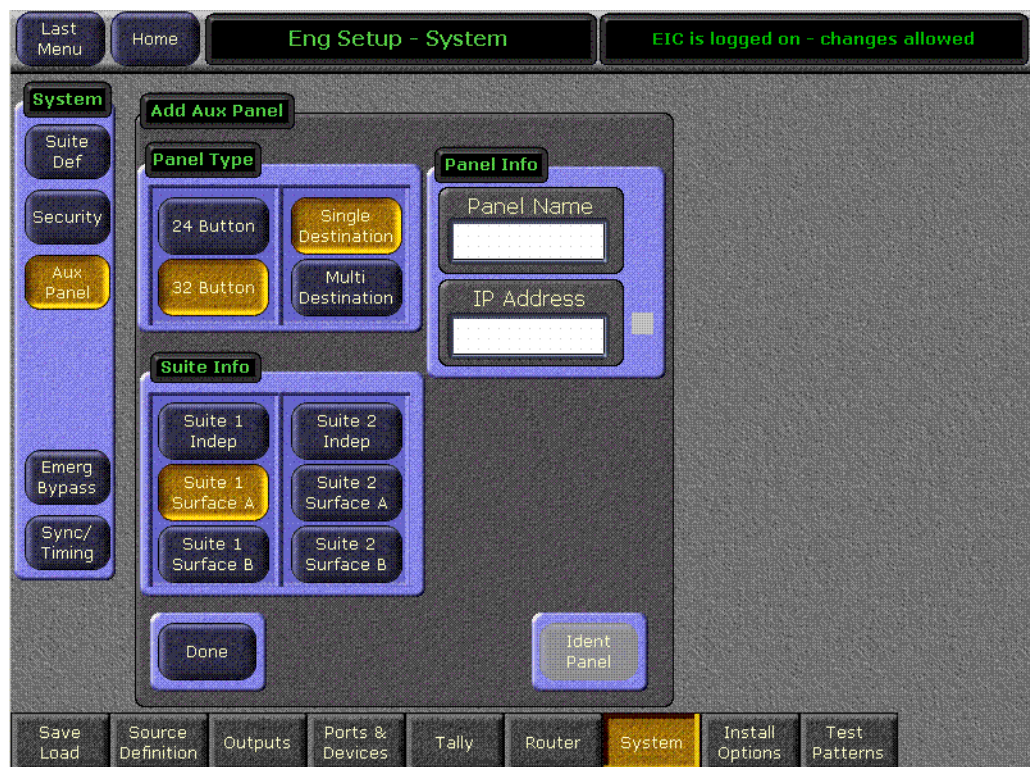 Last
Menu
Home
Eng Setup - System
EIC is logged on - changes allowed
System
Suite
Def
Security
Aux
Panel
Emerg
Bypass
Sync/
Timing
Add Aux Panel
Panel Type
24 Button
Single
Destination
32 Button
Multi
Destination
Panel Info
Panel Name
IP Address
Suite Info
Suite 1
Indep
Suite 2
Indep
Suite 1
Surface A
Suite 2
Surface A
Suite 1
Surface B
Suite 2
Surface B
Done
Ident
Panel
Save
Load
Source
Definition
Outputs
Ports &
Devices
Tally
Router
System
Install
Options
Test
Patterns